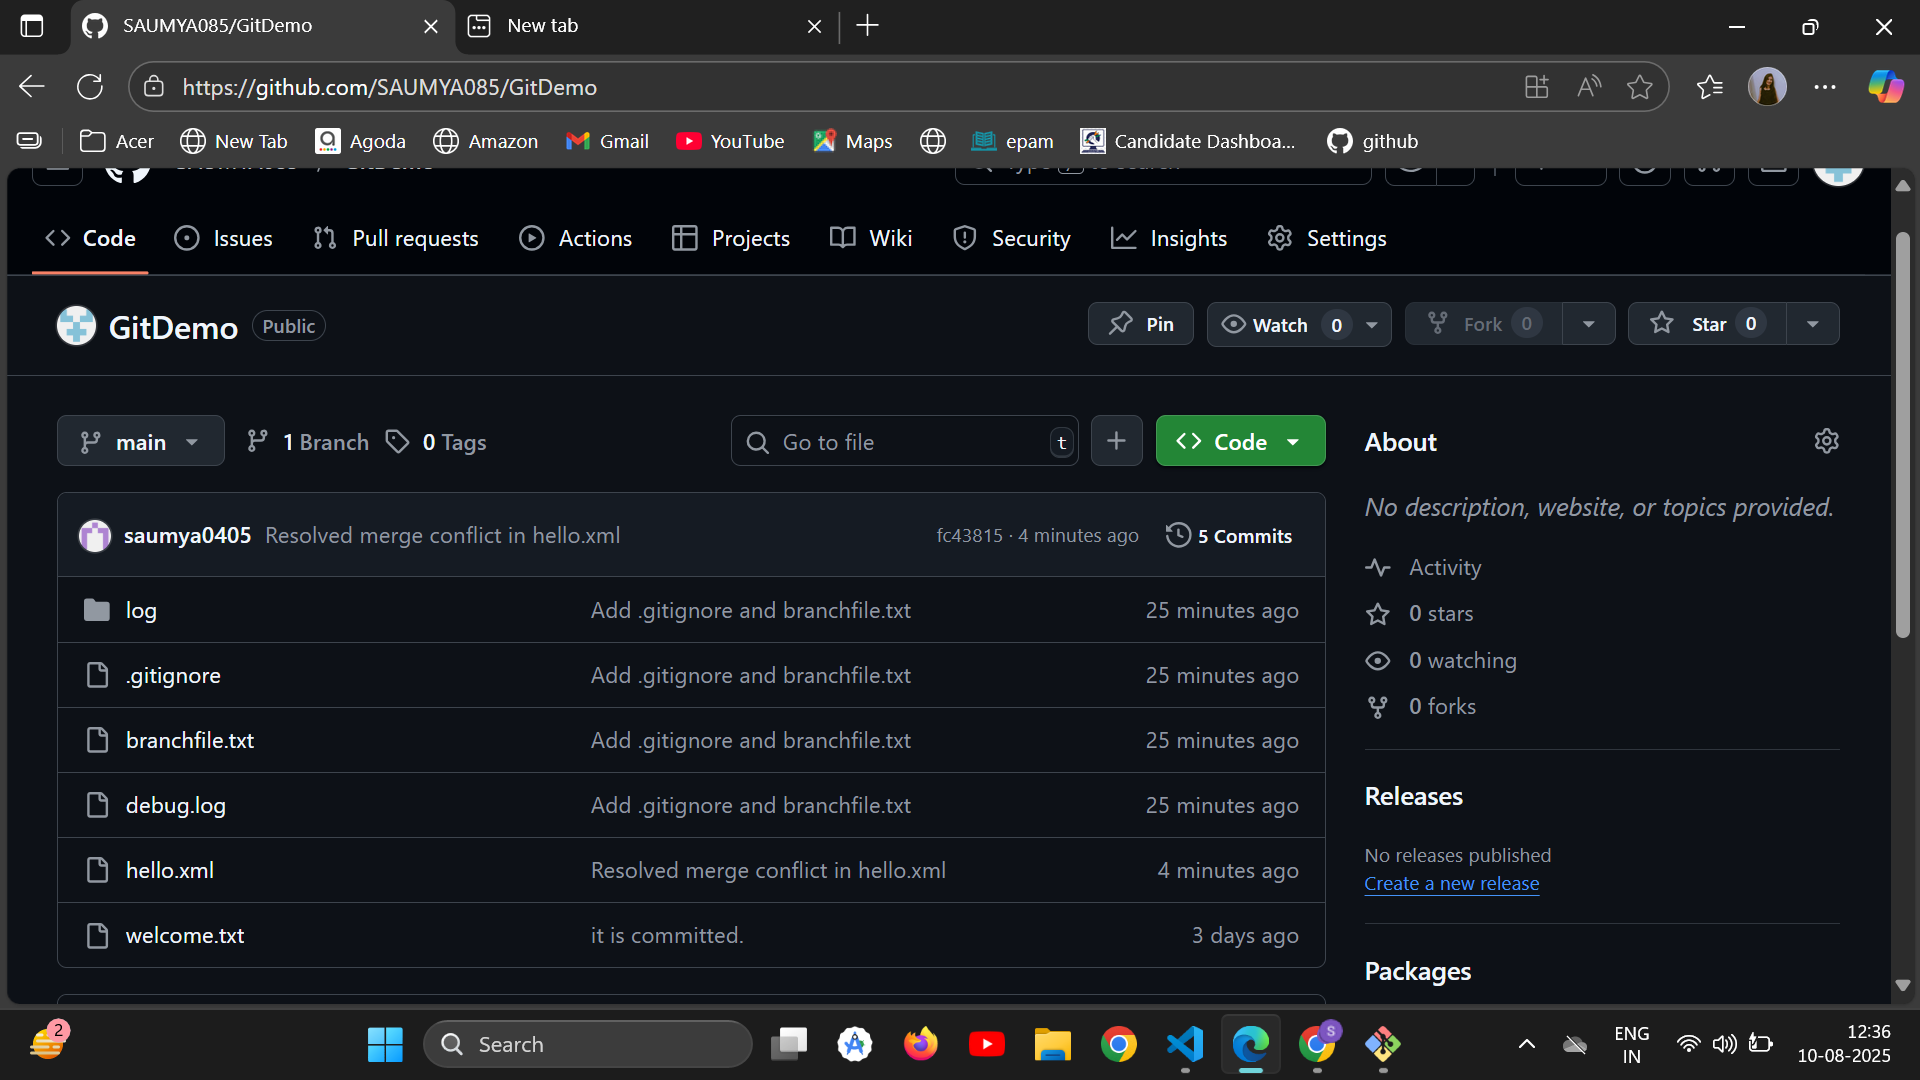 SAUMYA085/GitDemo
New tab
https://github.com/SAUMYA085/GitDemo
Acer New Tab Agoda Amazon Gmail YouTube Maps epam Candidate Dashboa... github
Code Issues Pull requests Actions Projects Wiki Security Insights Settings
GitDemo Public Pin Watch 0 Fork 0 Star 0
main 1 Branch 0 Tags Go to file t Code
saumya0405 Resolved merge conflict in hello.xml fc43815 · 4 minutes ago 5 Commits
log Add .gitignore and branchfile.txt 25 minutes ago
.gitignore Add .gitignore and branchfile.txt 25 minutes ago
branchfile.txt Add .gitignore and branchfile.txt 25 minutes ago
debug.log Add .gitignore and branchfile.txt 25 minutes ago
hello.xml Resolved merge conflict in hello.xml 4 minutes ago
welcome.txt it is committed. 3 days ago
About
No description, website, or topics provided.
Activity
0 stars
0 watching
0 forks
Releases
No releases published
Create a new release
Packages
2
Search
S
ENG
IN
12:36
10-08-2025